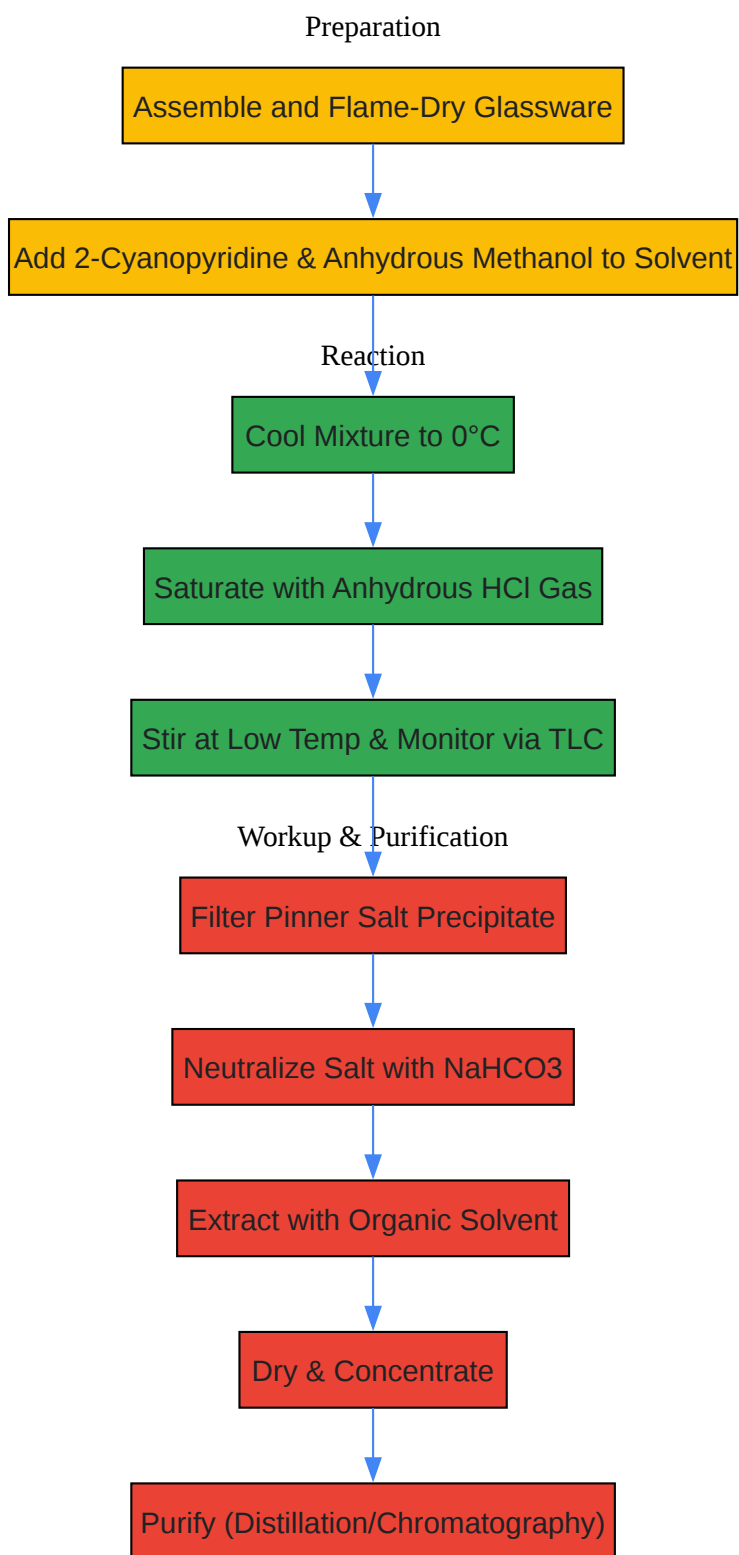 Preparation
Assemble and Flame-Dry Glassware
Add 2-Cyanopyridine & Anhydrous Methanol to Solvent
Reaction
Cool Mixture to 0°C
Saturate with Anhydrous HCl Gas
Stir at Low Temp & Monitor via TLC
Workup & Purification
Filter Pinner Salt Precipitate
Neutralize Salt with NaHCO3
Extract with Organic Solvent
Dry & Concentrate
Purify (Distillation/Chromatography)